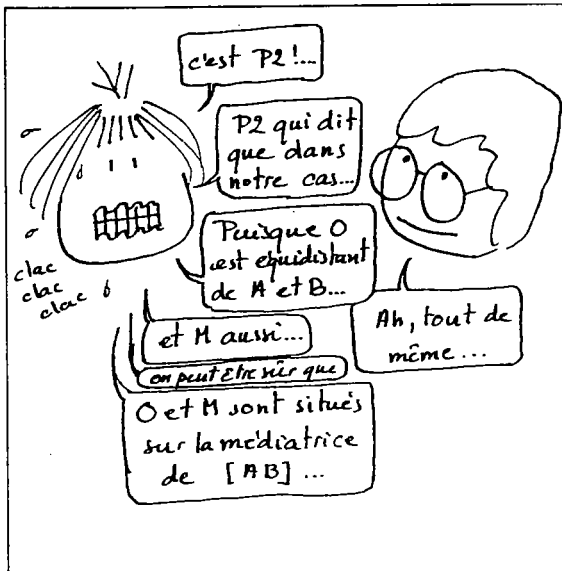 c'est P2 !...
P2 qui dit
que dans
notre cas...
Puisque O
est equidistant
de A et B...
clac
clac
clac
et M aussi...
Ah, tout de
même ...
on peut être sûr que
O et M sont situés
sur la médiatrice
de [AB] ...